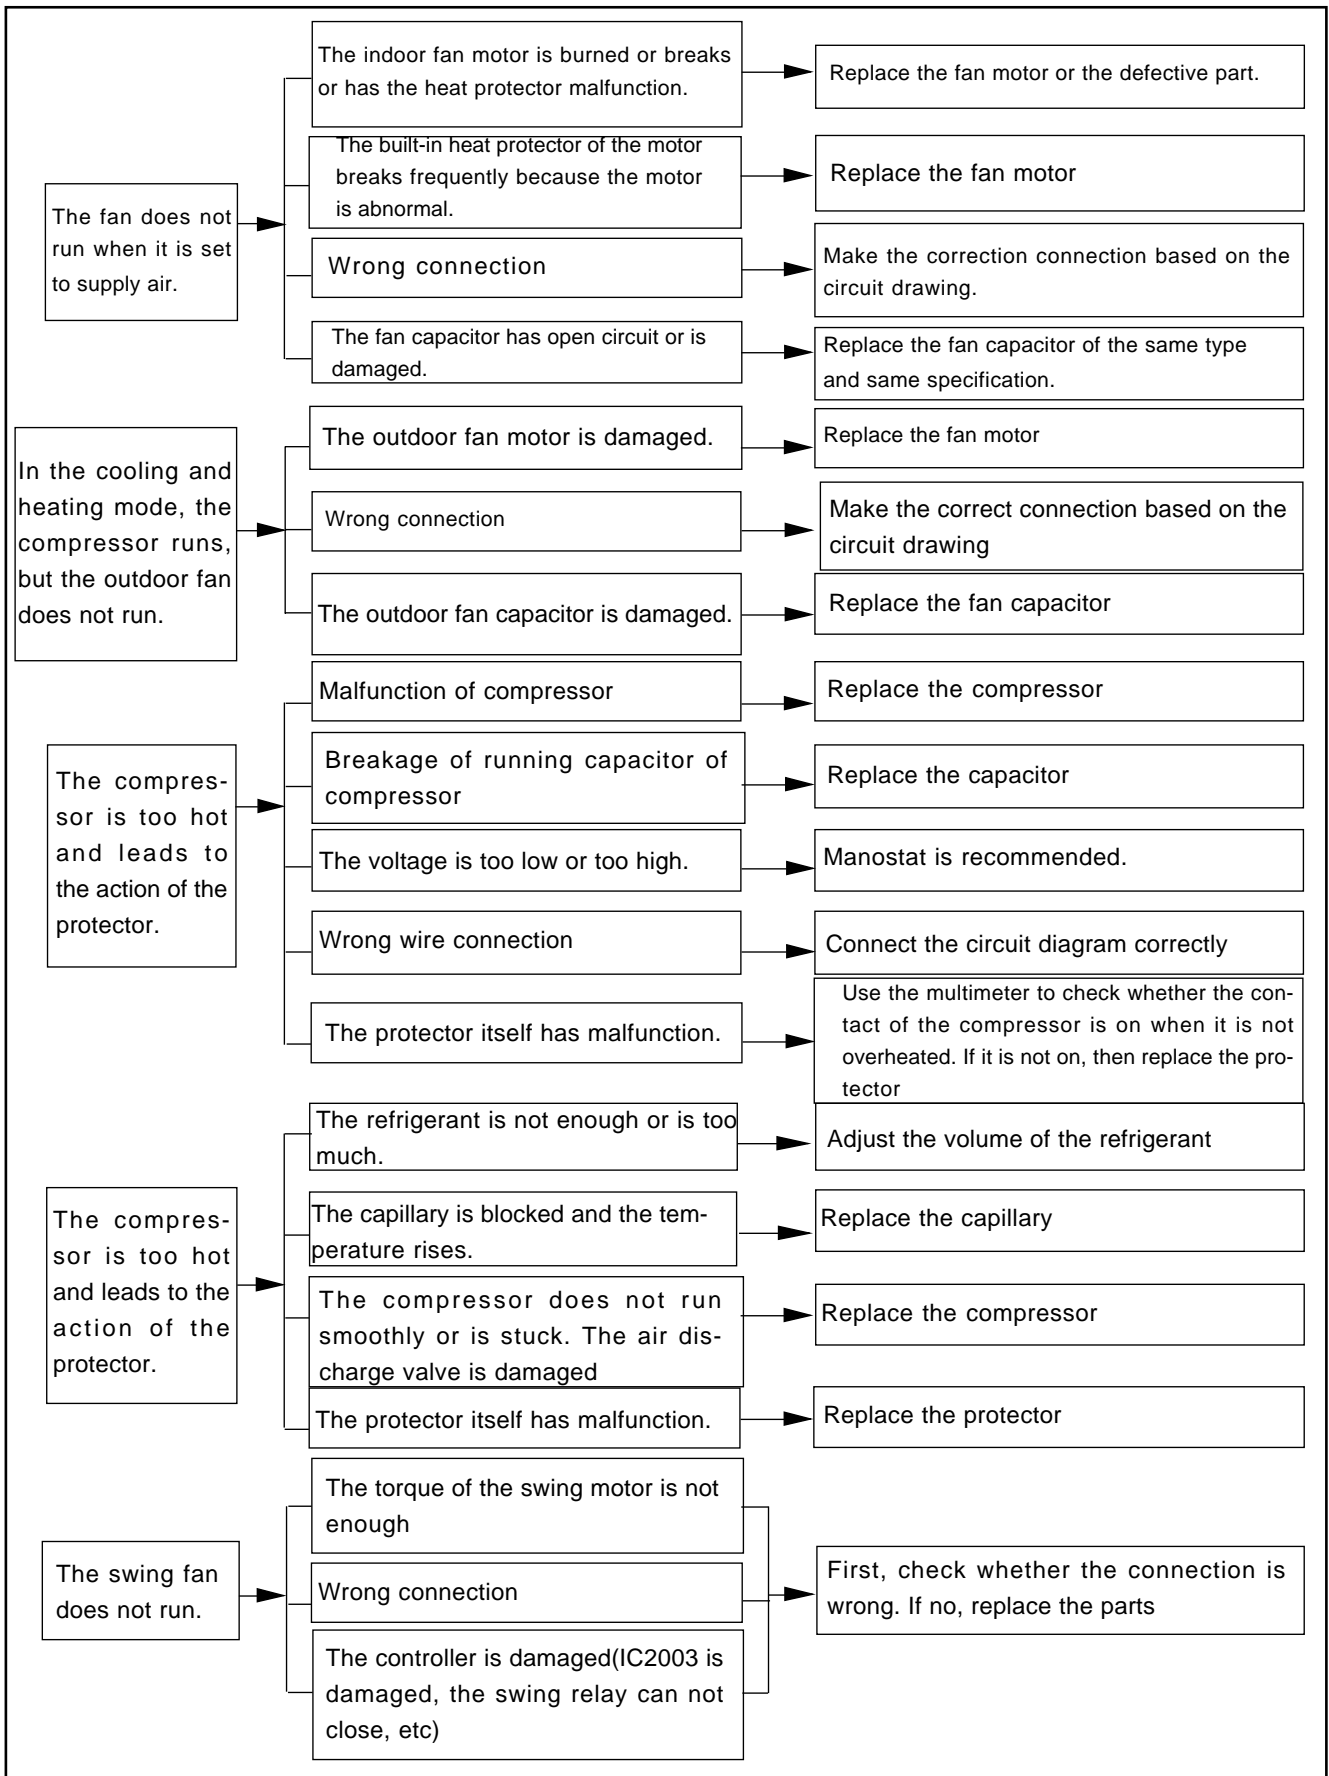 The indoor fan motor is burned or breaks
or has the heat protector malfunction.
Replace the fan motor or the defective part.
The built-in heat protector of the motor
breaks frequently because the motor
is abnormal.
Replace the fan motor
The fan does not
run when it is set
to supply air.
Wrong connection
Make the correction connection based on the
circuit drawing.
The fan capacitor has open circuit or is
damaged.
Replace the fan capacitor of the same type
and same specification.
In the cooling and
heating mode, the
compressor runs,
but the outdoor fan
does not run.
The outdoor fan motor is damaged.
Replace the fan motor
Wrong connection
Make the correct connection based on the
circuit drawing
The outdoor fan capacitor is damaged.
Replace the fan capacitor
The compres-
sor is too hot
and leads to
the action of the
protector.
Malfunction of compressor
Replace the compressor
Breakage of running capacitor of
compressor
Replace the capacitor
The voltage is too low or too high.
Manostat is recommended.
Wrong wire connection
Connect the circuit diagram correctly
The protector itself has malfunction.
Use the multimeter to check whether the con-
tact of the compressor is on when it is not
overheated. If it is not on, then replace the pro-
tector
The compres-
sor is too hot
and leads to the
action of the
protector.
The refrigerant is not enough or is too
much.
Adjust the volume of the refrigerant
The capillary is blocked and the tem-
perature rises.
Replace the capillary
The compressor does not run
smoothly or is stuck. The air dis-
charge valve is damaged
Replace the compressor
The protector itself has malfunction.
Replace the protector
The swing fan
does not run.
The torque of the swing motor is not
enough
Wrong connection
The controller is damaged(IC2003 is
damaged, the swing relay can not
close, etc)
First, check whether the connection is
wrong. If no, replace the parts